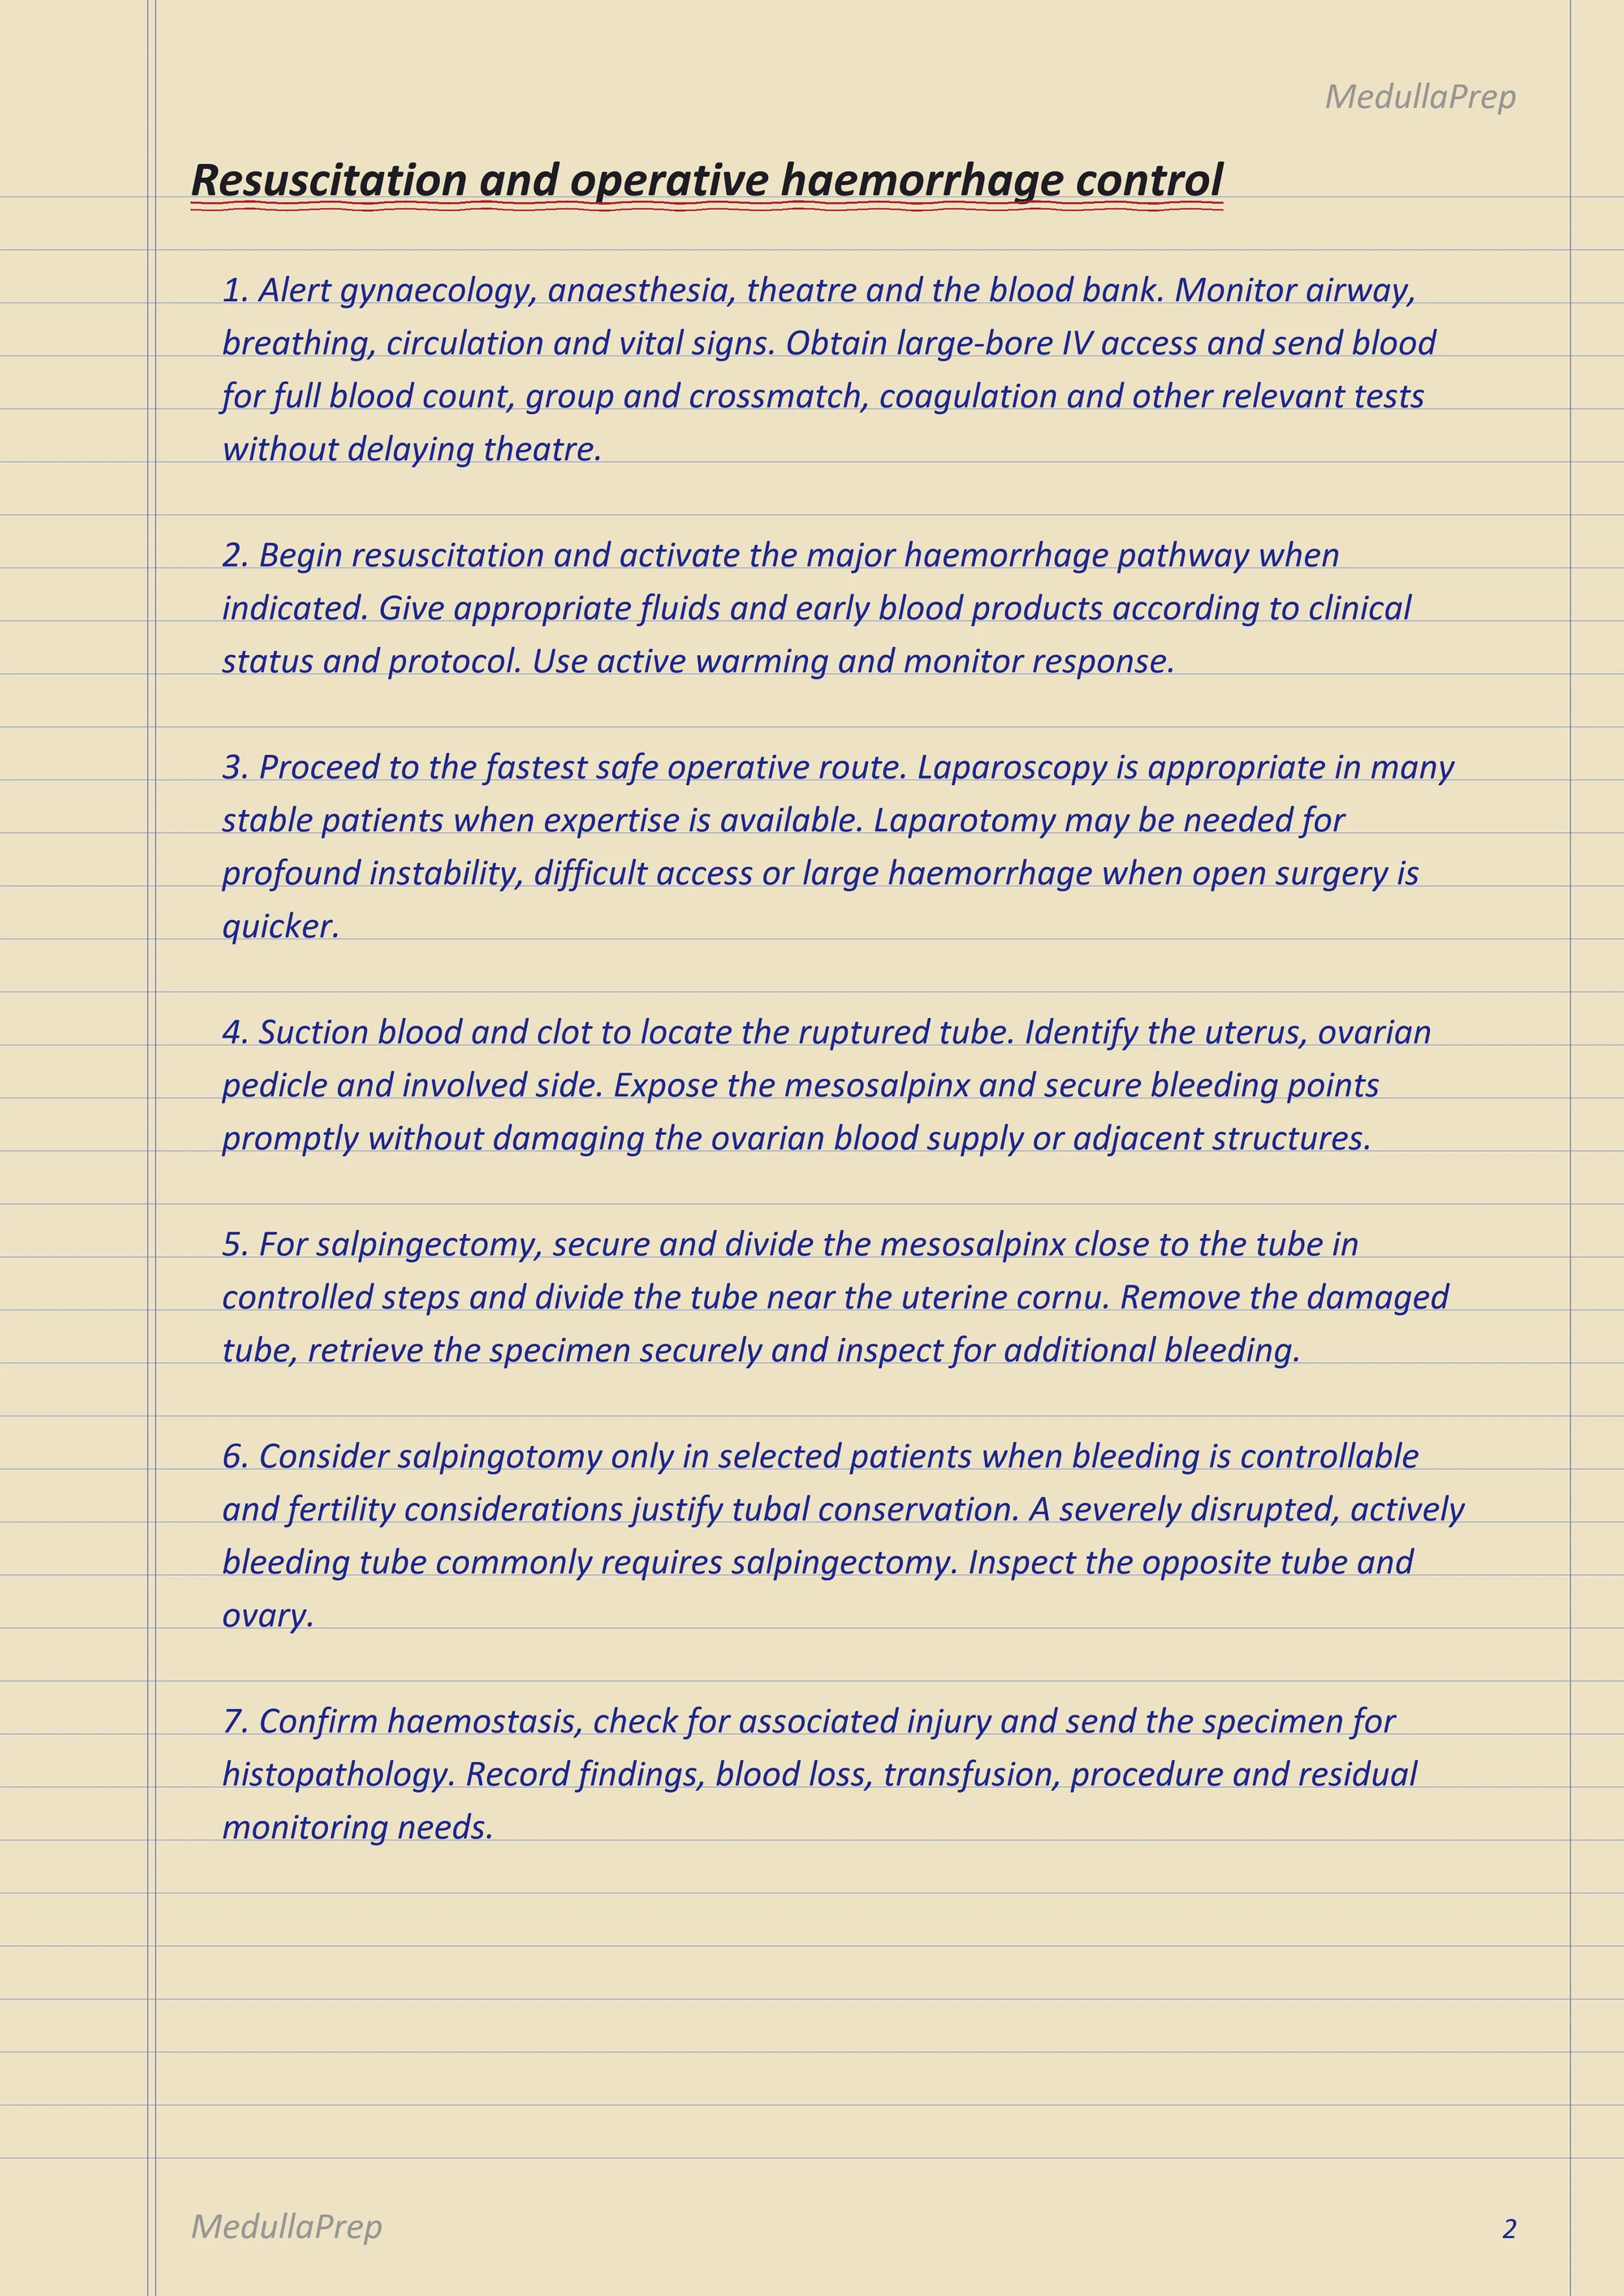 MedullaPrep
Resuscitation and operative haemorrhage control
1. Alert gynaecology, anaesthesia, theatre and the blood bank. Monitor airway,
breathing, circulation and vital signs. Obtain large-bore IV access and send blood
for full blood count, group and crossmatch, coagulation and other relevant tests
without delaying theatre.
2. Begin resuscitation and activate the major haemorrhage pathway when
indicated. Give appropriate fluids and early blood products according to clinical
status and protocol. Use active warming and monitor response.
3. Proceed to the fastest safe operative route. Laparoscopy is appropriate in many
stable patients when expertise is available. Laparotomy may be needed for
profound instability, difficult access or large haemorrhage when open surgery is
quicker.
4. Suction blood and clot to locate the ruptured tube. Identify the uterus, ovarian
pedicle and involved side. Expose the mesosalpinx and secure bleeding points
promptly without damaging the ovarian blood supply or adjacent structures.
5. For salpingectomy, secure and divide the mesosalpinx close to the tube in
controlled steps and divide the tube near the uterine cornu. Remove the damaged
tube, retrieve the specimen securely and inspect for additional bleeding.
6. Consider salpingotomy only in selected patients when bleeding is controllable
and fertility considerations justify tubal conservation. A severely disrupted, actively
bleeding tube commonly requires salpingectomy. Inspect the opposite tube and
ovary.
7. Confirm haemostasis, check for associated injury and send the specimen for
histopathology. Record findings, blood loss, transfusion, procedure and residual
monitoring needs.
MedullaPrep
2